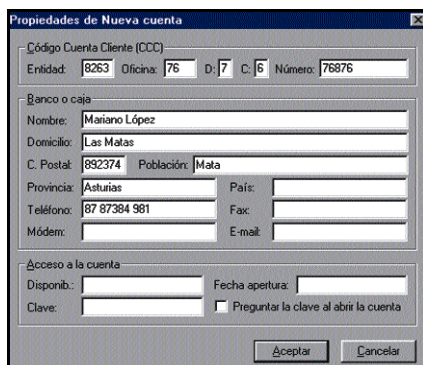 Propiedades de Nueva cuenta
Código Cuenta Cliente (CCC)
Entidad: 8263 Oficina: 76 D: 7 C: 6 Número: 76876
Banco o caja
Nombre: Mariano López
Domicilio: Las Matas
C. Postal: 892374 Población: Mata
Provincia: Asturias País:
Teléfono: 87 87384 981 Fax:
Módem: E-mail:
Acceso a la cuenta
Disponib.: Fecha apertura:
Clave: Preguntar la clave al abrir la cuenta
Aceptar Cancelar